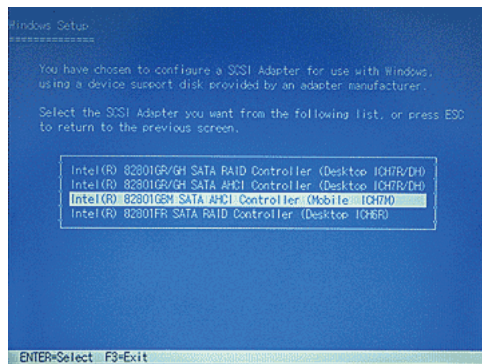 Windows Setup
===============
You have chosen to configure a SCSI Adapter for use with Windows,
using a device support disk provided by an adapter manufacturer.
Select the SCSI Adapter you want from the following list, or press ESC
to return to the previous screen.
Intel(R) 82801GR/GH SATA RAID Controller (Desktop ICH7R/DH)
Intel(R) 82801GR/GH SATA AHCI Controller (Desktop ICH7R/DH)
Intel(R) 82801GBM SATA AHCI Controller (Mobile ICH7M)
Intel(R) 82801FR SATA RAID Controller (Desktop ICH6R)
ENTER=Select F3=Exit